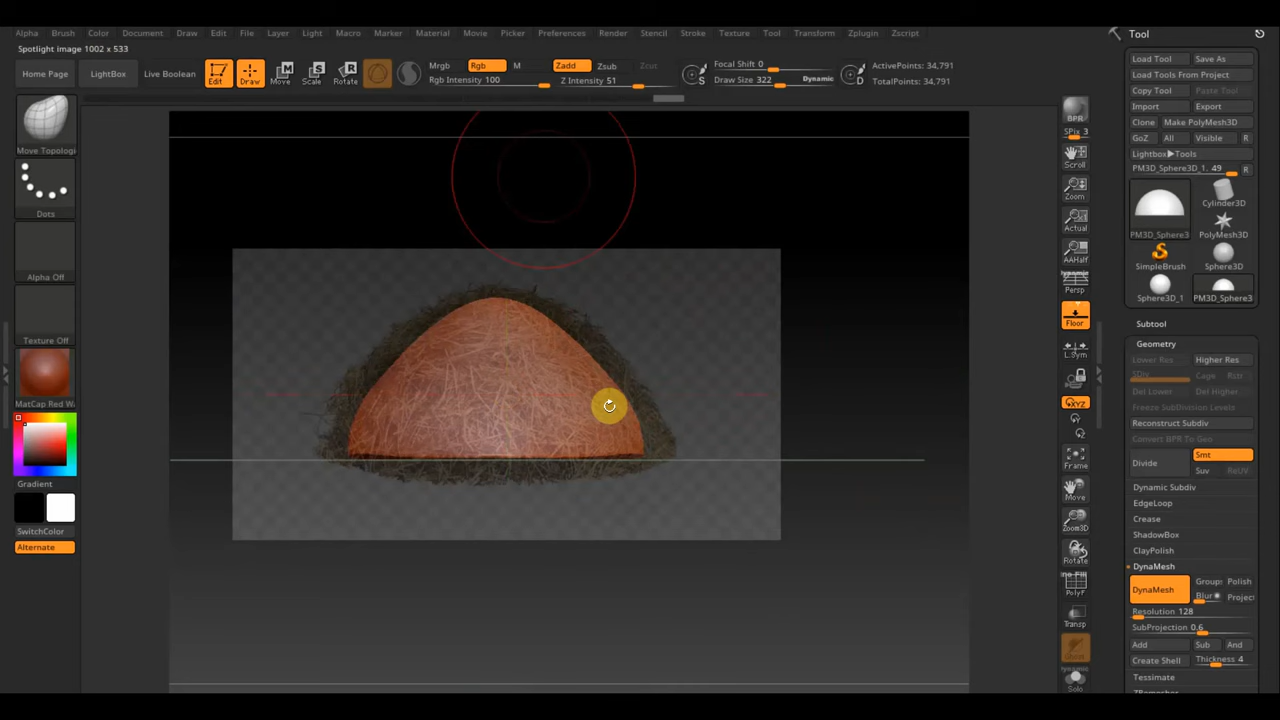 Alpha Brush Color Document Draw Edit File Layer Light Macro Marker Material Movie Picker Preferences Render Stencil Stroke Texture Tool Transform Zplugin Zscript
Tool
Spotlight image 1002 x 533
Home Page LightBox Live Boolean Edit Draw Move Scale Rotate
Mrgb Rgb M Zadd Zsub Zcut
Rgb Intensity 100 Z Intensity 51
S Focal Shift 0
Draw Size 322 Dynamic
D ActivePoints: 34,791
TotalPoints: 34,791
Move Topologi
Dots
Alpha Off
Texture Off
MatCap Red W
Gradient
SwitchColor
Alternate
BPR
SPix 3
Scroll
Zoom
Actual
AAHalf
Dynamic
Persp
Floor
L.Sym
XYZ
Frame
Move
Zoom3D
Rotate
Line Fill
PolyF
Transp
Dynamic
Solo
Load Tool Save As
Load Tools From Project
Copy Tool Paste Tool
Import Export
Clone Make PolyMesh3D
GoZ All Visible R
Lightbox▶Tools
PM3D_Sphere3D_1. 49 R
PM3D_Sphere3 Cylinder3D
PolyMesh3D
SimpleBrush Sphere3D
Sphere3D_1 PM3D_Sphere3
Subtool
Geometry
Lower Res Higher Res
SDiv Cage Rstr
Del Lower Del Higher
Freeze SubDivision Levels
Reconstruct Subdiv
Convert BPR To Geo
Divide Smt
Suv ReUV
Dynamic Subdiv
EdgeLoop
Crease
ShadowBox
ClayPolish
DynaMesh
DynaMesh Groups Polish
Blur Project
Resolution 128
SubProjection 0.6
Add Sub And
Create Shell Thickness 4
Tessimate